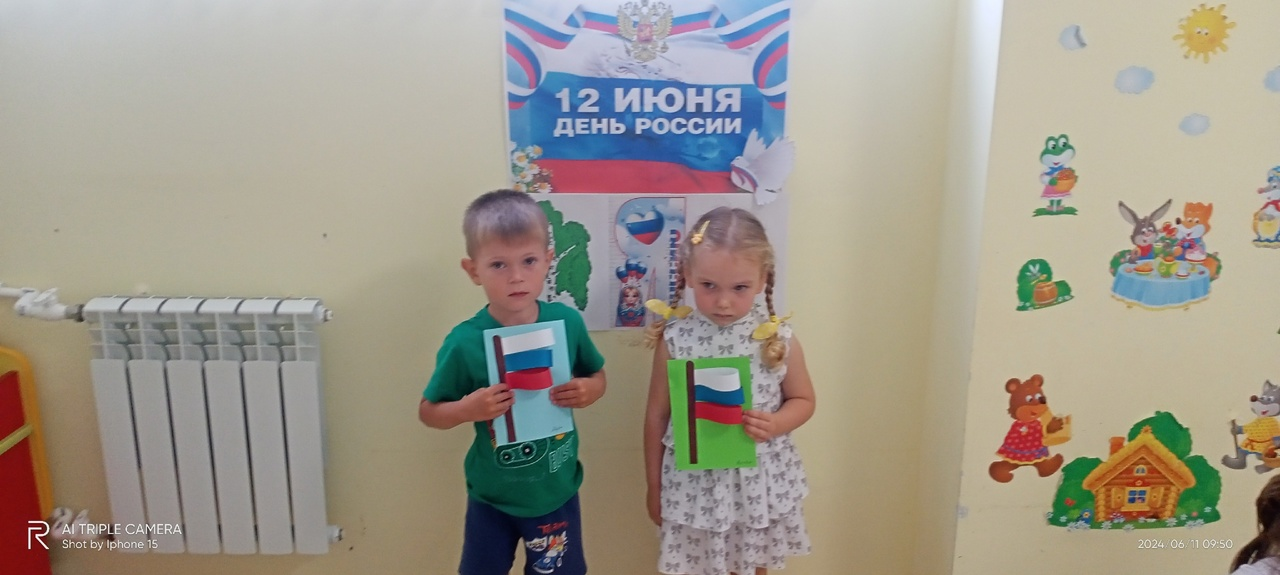 12 ИЮНЯ
ДЕНЬ РОССИИ
AI TRIPLE CAMERA
Shot by Iphone 15
2024/06/11 09:50